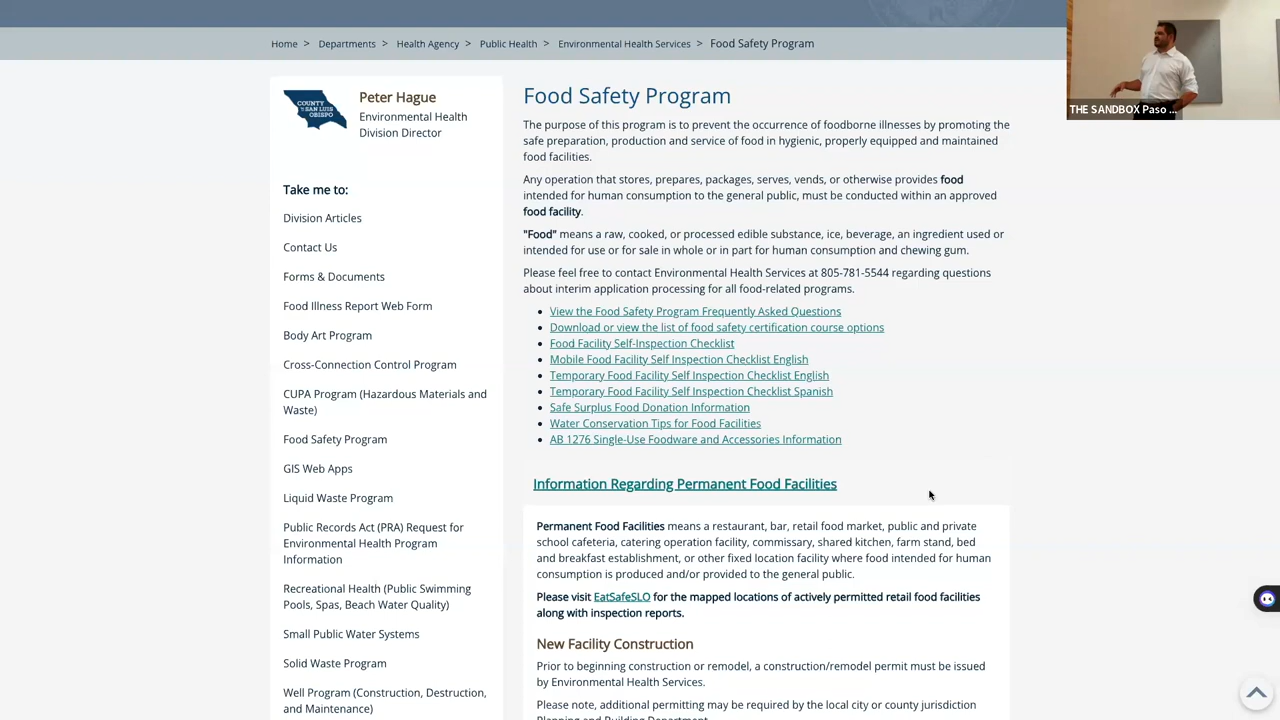 Home > Departments > Health Agency > Public Health > Environmental Health Services > Food Safety Program
THE SANDBOX Paso ...
COUNTY
OF SAN LUIS
OBISPO
Peter Hague
Environmental Health
Division Director
Take me to:
Division Articles
Contact Us
Forms & Documents
Food Illness Report Web Form
Body Art Program
Cross-Connection Control Program
CUPA Program (Hazardous Materials and
Waste)
Food Safety Program
GIS Web Apps
Liquid Waste Program
Public Records Act (PRA) Request for
Environmental Health Program
Information
Recreational Health (Public Swimming
Pools, Spas, Beach Water Quality)
Small Public Water Systems
Solid Waste Program
Well Program (Construction, Destruction,
and Maintenance)
Food Safety Program
The purpose of this program is to prevent the occurrence of foodborne illnesses by promoting the
safe preparation, production and service of food in hygienic, properly equipped and maintained
food facilities.
Any operation that stores, prepares, packages, serves, vends, or otherwise provides food
intended for human consumption to the general public, must be conducted within an approved
food facility.
"Food" means a raw, cooked, or processed edible substance, ice, beverage, an ingredient used or
intended for use or for sale in whole or in part for human consumption and chewing gum.
Please feel free to contact Environmental Health Services at 805-781-5544 regarding questions
about interim application processing for all food-related programs.
• View the Food Safety Program Frequently Asked Questions
• Download or view the list of food safety certification course options
• Food Facility Self-Inspection Checklist
• Mobile Food Facility Self Inspection Checklist English
• Temporary Food Facility Self Inspection Checklist English
• Temporary Food Facility Self Inspection Checklist Spanish
• Safe Surplus Food Donation Information
• Water Conservation Tips for Food Facilities
• AB 1276 Single-Use Foodware and Accessories Information
Information Regarding Permanent Food Facilities
Permanent Food Facilities means a restaurant, bar, retail food market, public and private
school cafeteria, catering operation facility, commissary, shared kitchen, farm stand, bed
and breakfast establishment, or other fixed location facility where food intended for human
consumption is produced and/or provided to the general public.
Please visit EatSafeSLO for the mapped locations of actively permitted retail food facilities
along with inspection reports.
New Facility Construction
Prior to beginning construction or remodel, a construction/remodel permit must be issued
by Environmental Health Services.
Please note, additional permitting may be required by the local city or county jurisdiction
Planning and Building Department.